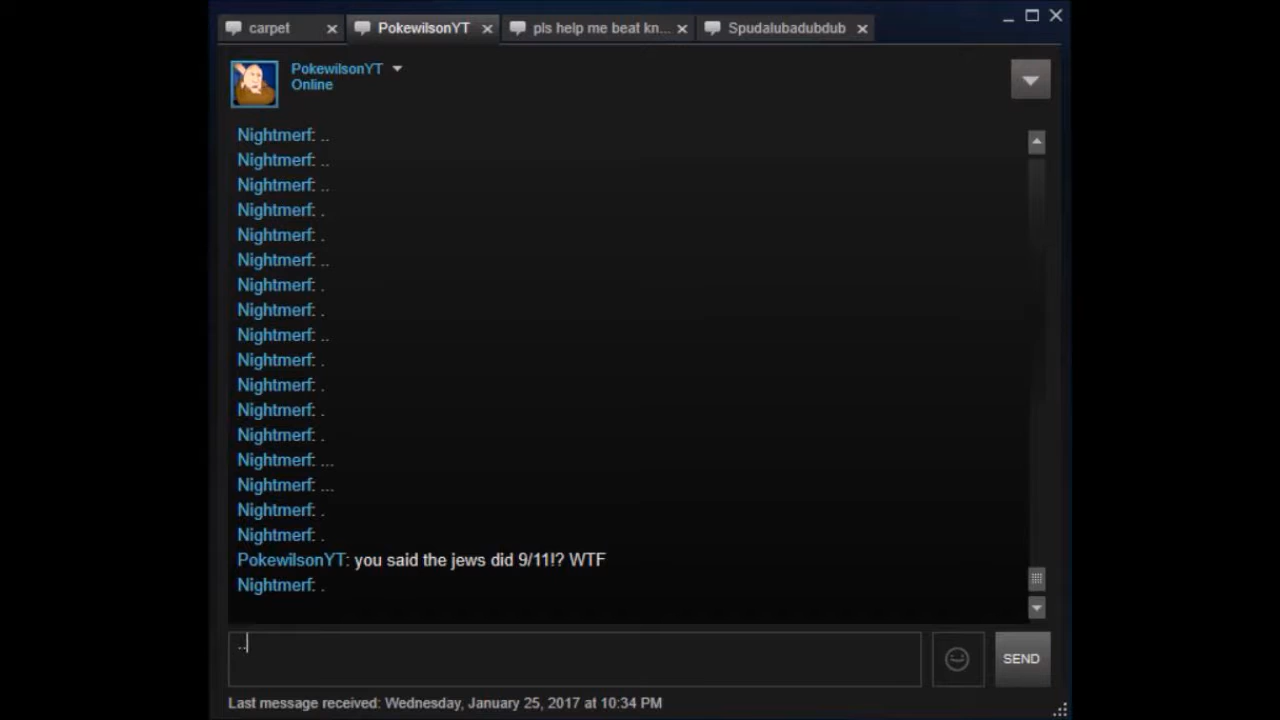 carpet
PokewilsonYT
pls help me beat kn...
Spudalubadubdub
PokewilsonYT
Online
Nightmerf: ..
Nightmerf: ..
Nightmerf: ..
Nightmerf: .
Nightmerf: .
Nightmerf: ..
Nightmerf: .
Nightmerf: .
Nightmerf: ..
Nightmerf: .
Nightmerf: .
Nightmerf: .
Nightmerf: .
Nightmerf: ...
Nightmerf: ...
Nightmerf: .
Nightmerf: .
PokewilsonYT: you said the jews did 9/11!? WTF
Nightmerf: .
..
SEND
Last message received: Wednesday, January 25, 2017 at 10:34 PM